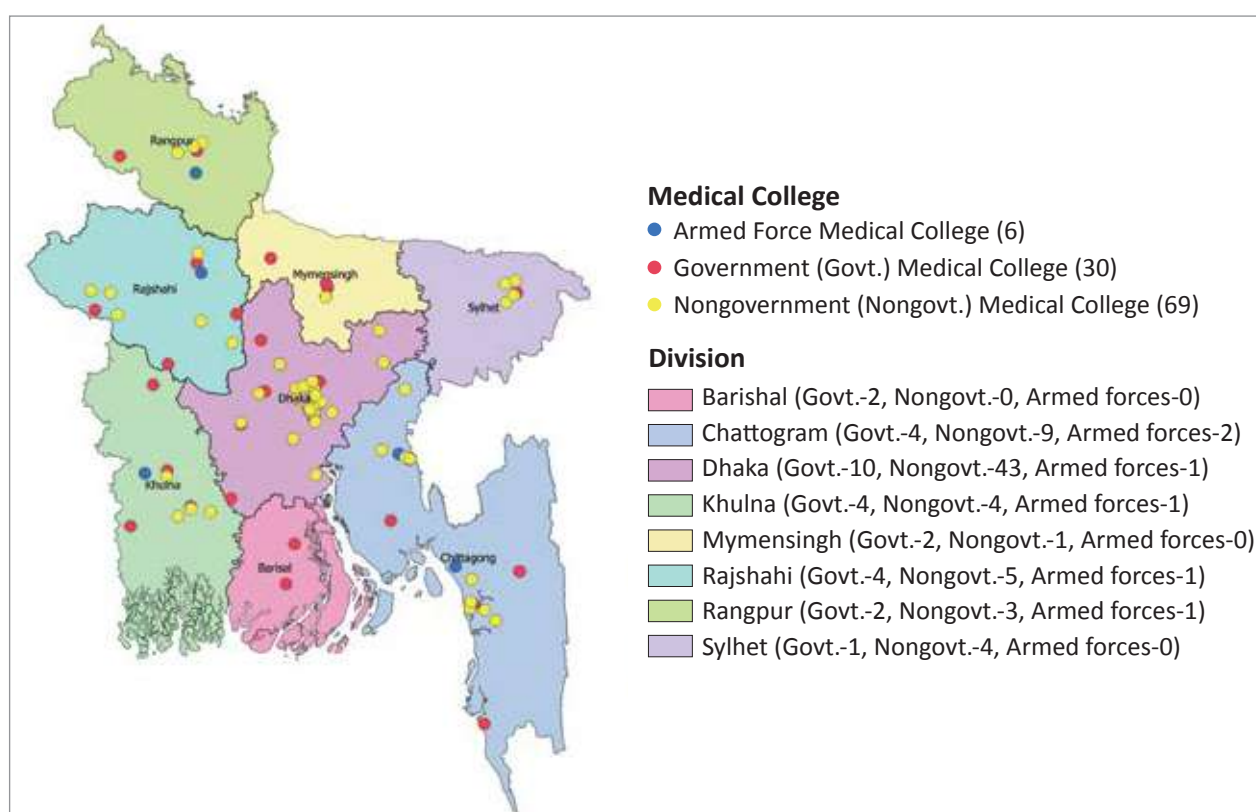 Rangpur
Mymensingh
Rajshahi
Sylhet
Dhaka
Khulna
Barisal
Chittagong
Medical College
Armed Force Medical College (6)
Government (Govt.) Medical College (30)
Nongovernment (Nongovt.) Medical College (69)
Division
Barishal (Govt.-2, Nongovt.-0, Armed forces-0)
Chattogram (Govt.-4, Nongovt.-9, Armed forces-2)
Dhaka (Govt.-10, Nongovt.-43, Armed forces-1)
Khulna (Govt.-4, Nongovt.-4, Armed forces-1)
Mymensingh (Govt.-2, Nongovt.-1, Armed forces-0)
Rajshahi (Govt.-4, Nongovt.-5, Armed forces-1)
Rangpur (Govt.-2, Nongovt.-3, Armed forces-1)
Sylhet (Govt.-1, Nongovt.-4, Armed forces-0)